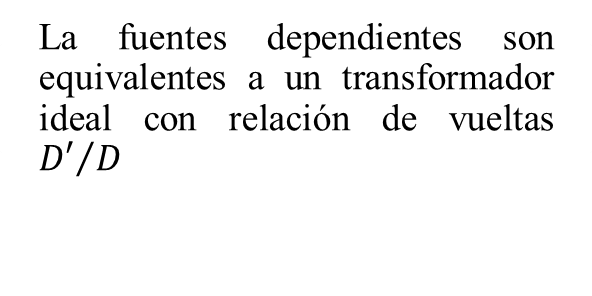 La fuentes dependientes son
equivalentes a un transformador
ideal con relación de vueltas
D′/D